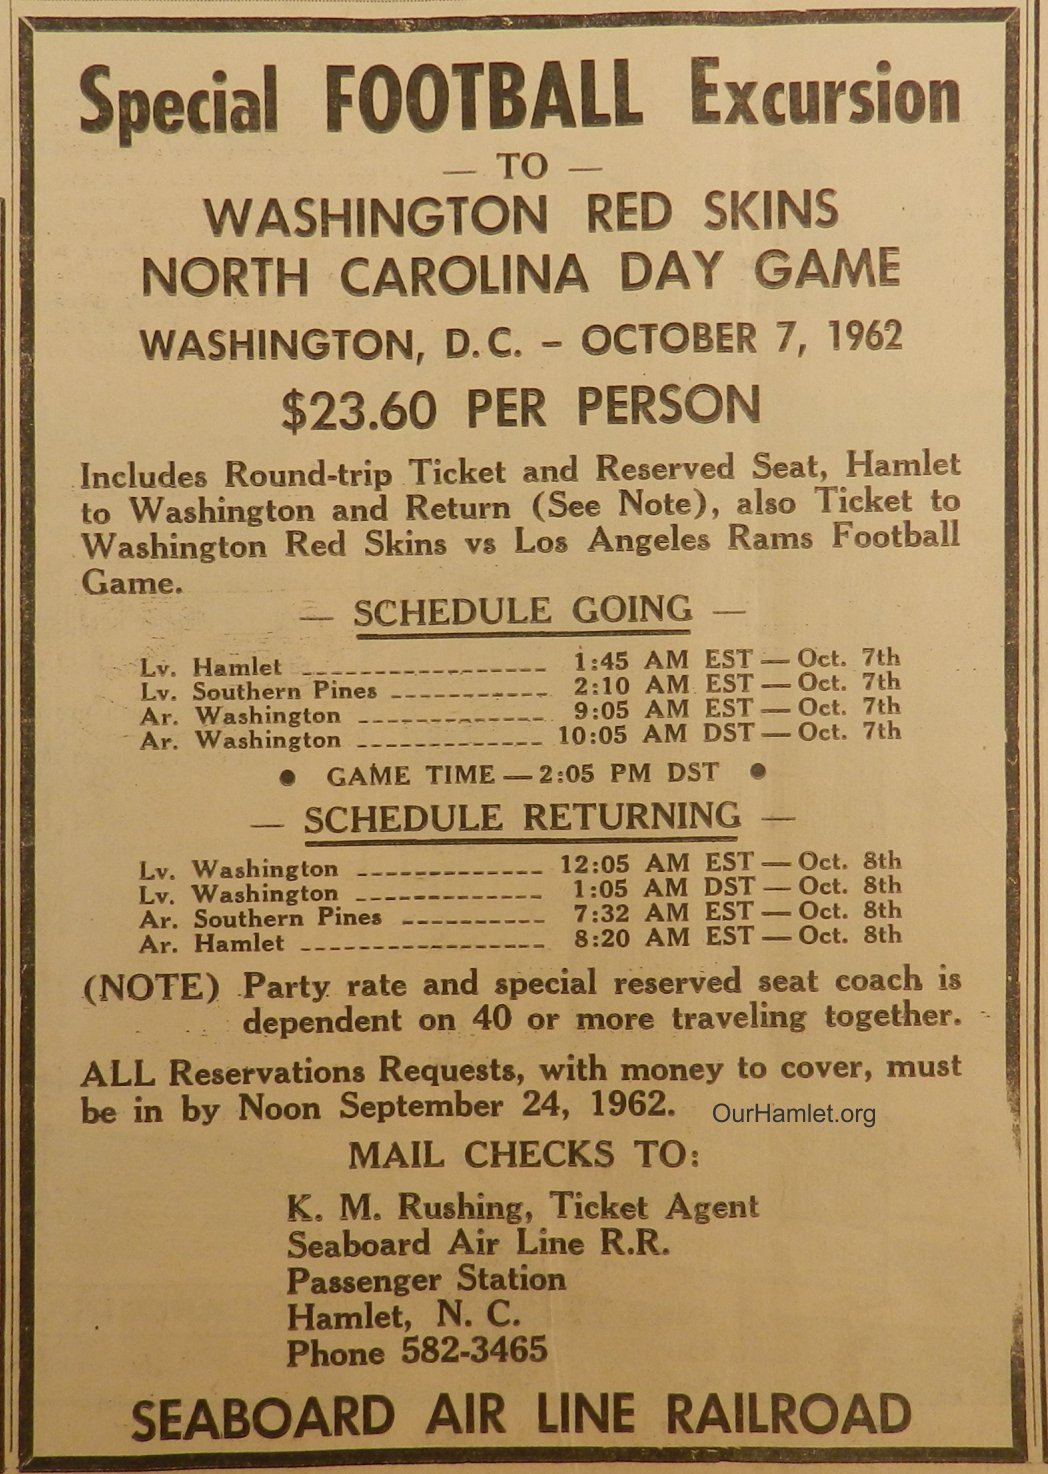 Special FOOTBALL Excursion
— TO —
WASHINGTON RED SKINS
NORTH CAROLINA DAY GAME
WASHINGTON, D.C. – OCTOBER 7, 1962
$23.60 PER PERSON
Includes Round-trip Ticket and Reserved Seat, Hamlet
to Washington and Return (See Note), also Ticket to
Washington Red Skins vs Los Angeles Rams Football
Game.
— SCHEDULE GOING —
Lv. Hamlet ------------------ 1:45 AM EST — Oct. 7th
Lv. Southern Pines ----------- 2:10 AM EST — Oct. 7th
Ar. Washington ------------- 9:05 AM EST — Oct. 7th
Ar. Washington ------------- 10:05 AM DST — Oct. 7th
● GAME TIME — 2:05 PM DST ●
— SCHEDULE RETURNING —
Lv. Washington ------------- 12:05 AM EST — Oct. 8th
Lv. Washington ------------- 1:05 AM DST — Oct. 8th
Ar. Southern Pines ---------- 7:32 AM EST — Oct. 8th
Ar. Hamlet ----------------- 8:20 AM EST — Oct. 8th
(NOTE) Party rate and special reserved seat coach is
dependent on 40 or more traveling together.
ALL Reservations Requests, with money to cover, must
be in by Noon September 24, 1962. OurHamlet.org
MAIL CHECKS TO:
K. M. Rushing, Ticket Agent
Seaboard Air Line R.R.
Passenger Station
Hamlet, N. C.
Phone 582-3465
SEABOARD AIR LINE RAILROAD